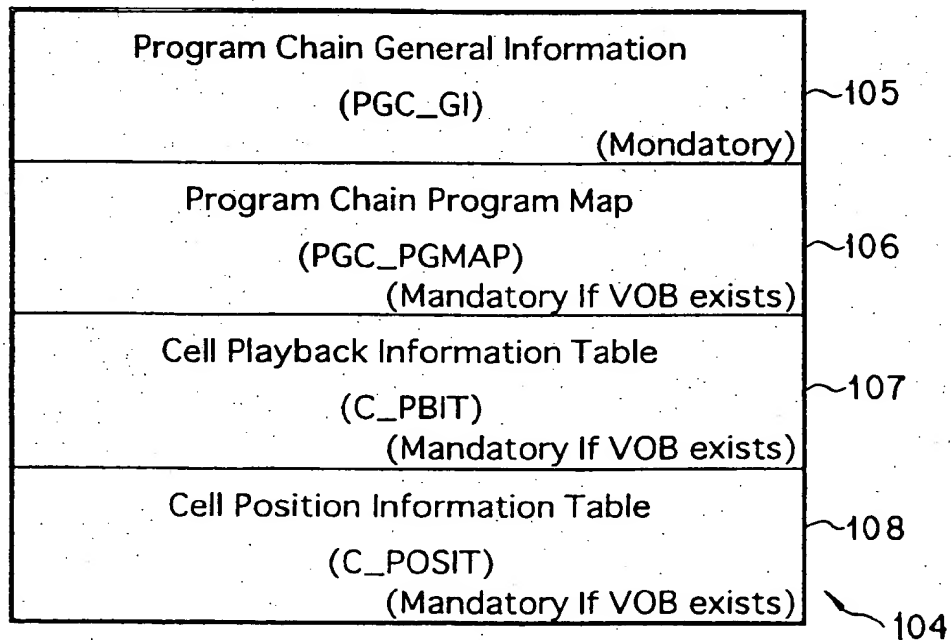 Program Chain General Information
(PGC_GI)
(Mondatory)
105
Program Chain Program Map
(PGC_PGMAP)
(Mandatory If VOB exists)
106
Cell Playback Information Table
(C_PBIT)
(Mandatory If VOB exists)
107
Cell Position Information Table
(C_POSIT)
(Mandatory If VOB exists)
108
104